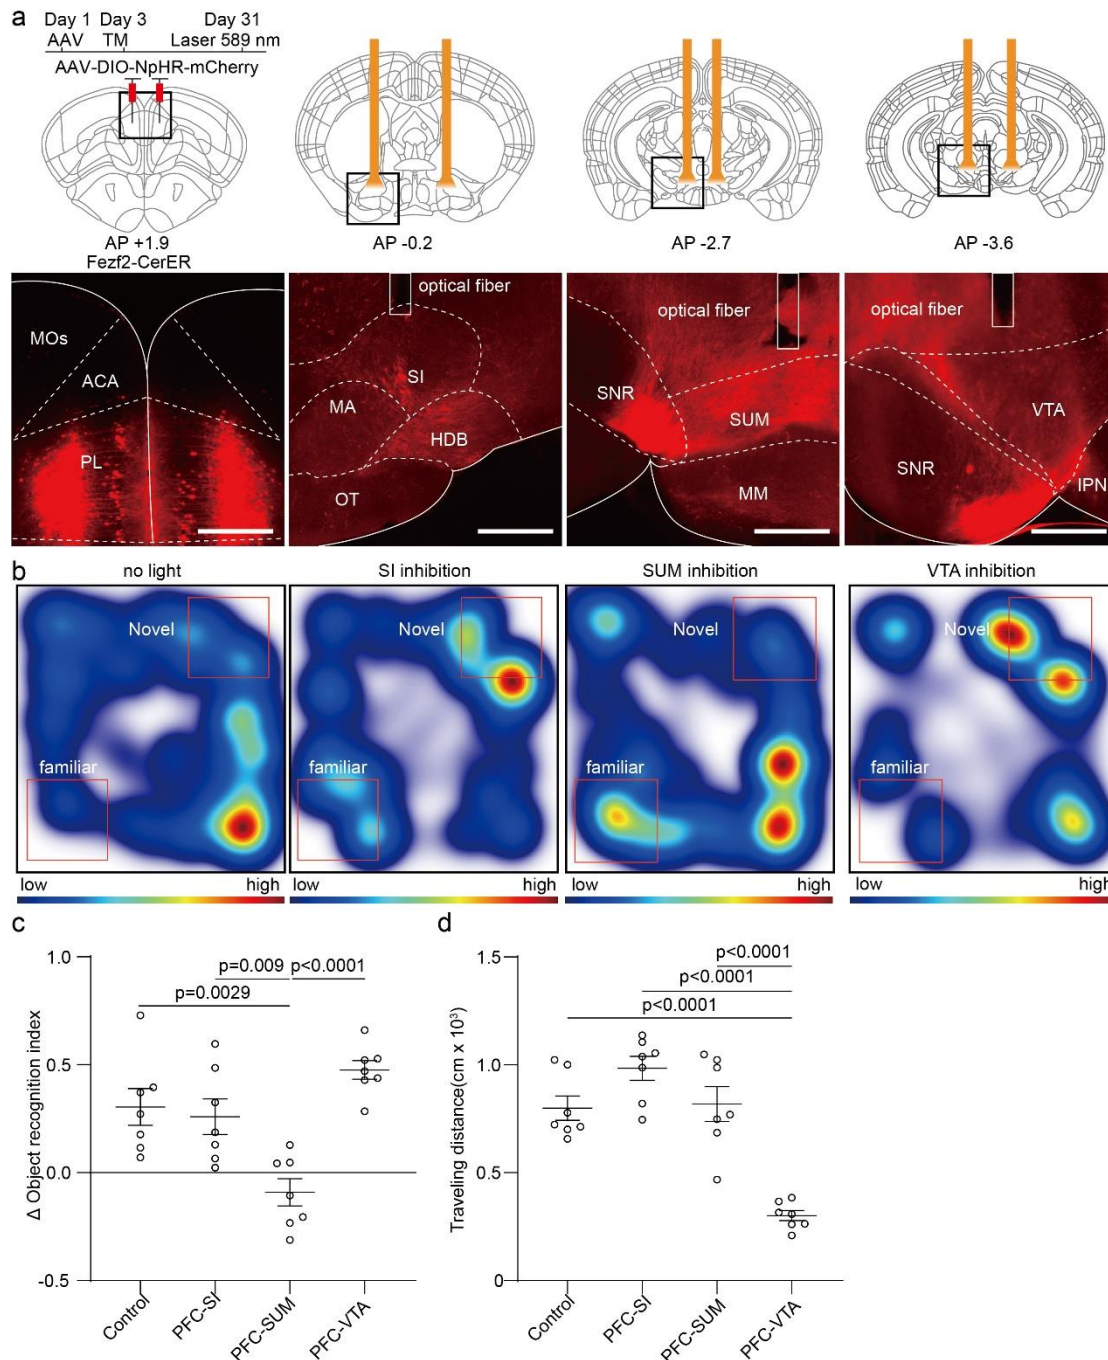 a
Day 1 Day 3 Day 31
AAV TM Laser 589 nm
AAV-DIO-NpHR-mCherry
AP +1.9
Fezf2-CerER
AP -0.2
AP -2.7
AP -3.6
MOs
ACA
PL
optical fiber
SI
MA
HDB
OT
optical fiber
SNR
SUM
MM
optical fiber
VTA
SNR
IPN
b
no light
SI inhibition
SUM inhibition
VTA inhibition
Novel
familiar
low high
Novel
familiar
low high
Novel
familiar
low high
Novel
familiar
low high
c
Δ Object recognition index
1.0
0.5
0.0
-0.5
p=0.009 p<0.0001
p=0.0029
Control
PFC-SI
PFC-SUM
PFC-VTA
d
Traveling distance(cm x 10³)
1.5
1.0
0.5
0
p<0.0001
p<0.0001
p<0.0001
Control
PFC-SI
PFC-SUM
PFC-VTA